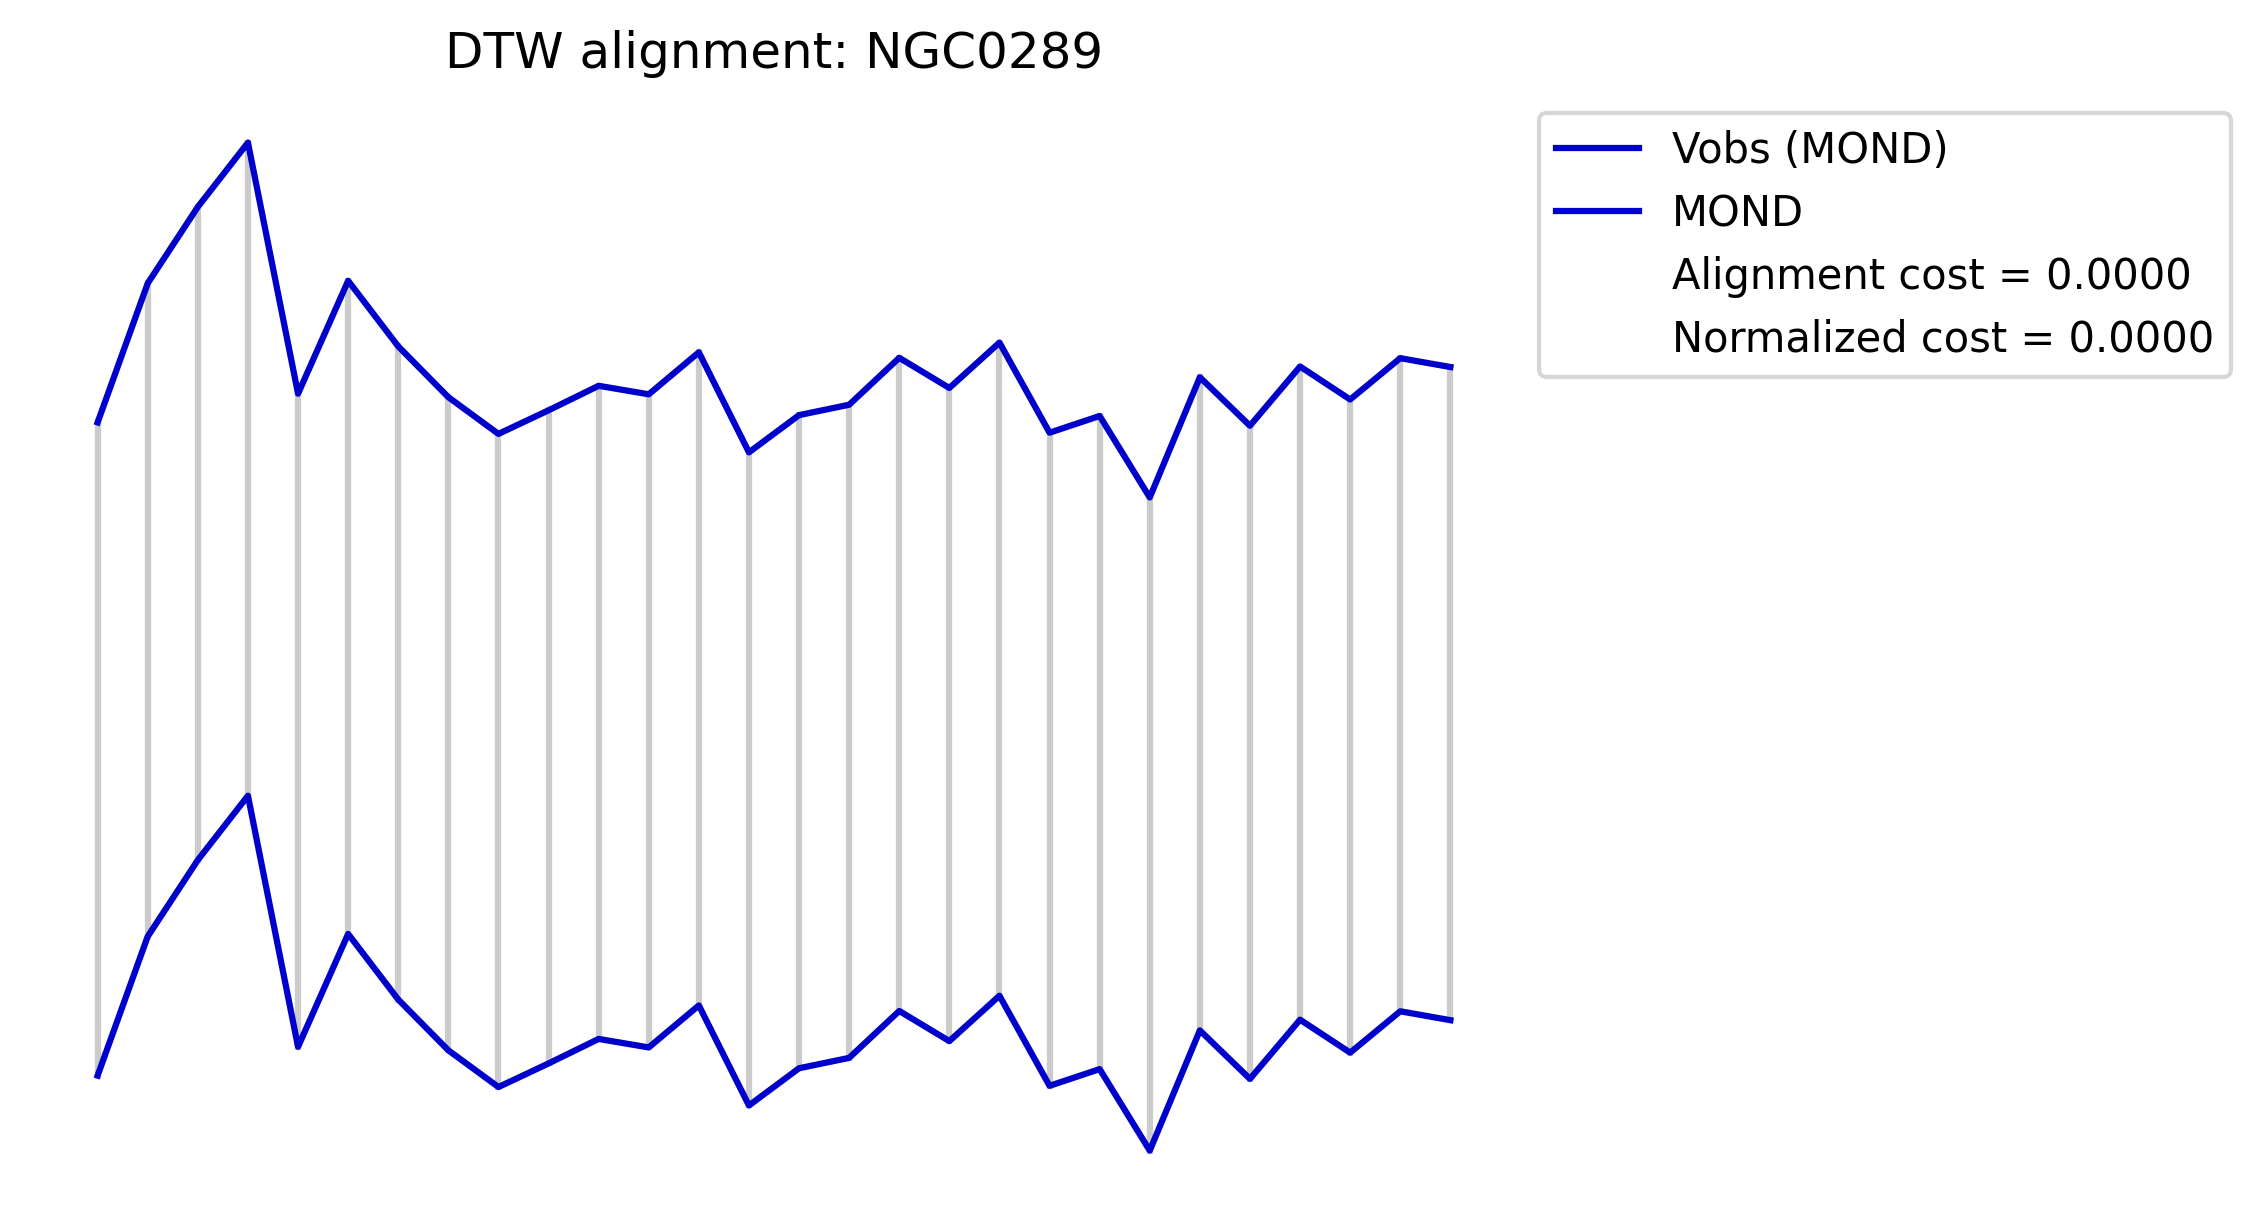 DTW alignment: NGC0289
Vobs (MOND)
MOND
Alignment cost = 0.0000
Normalized cost = 0.0000